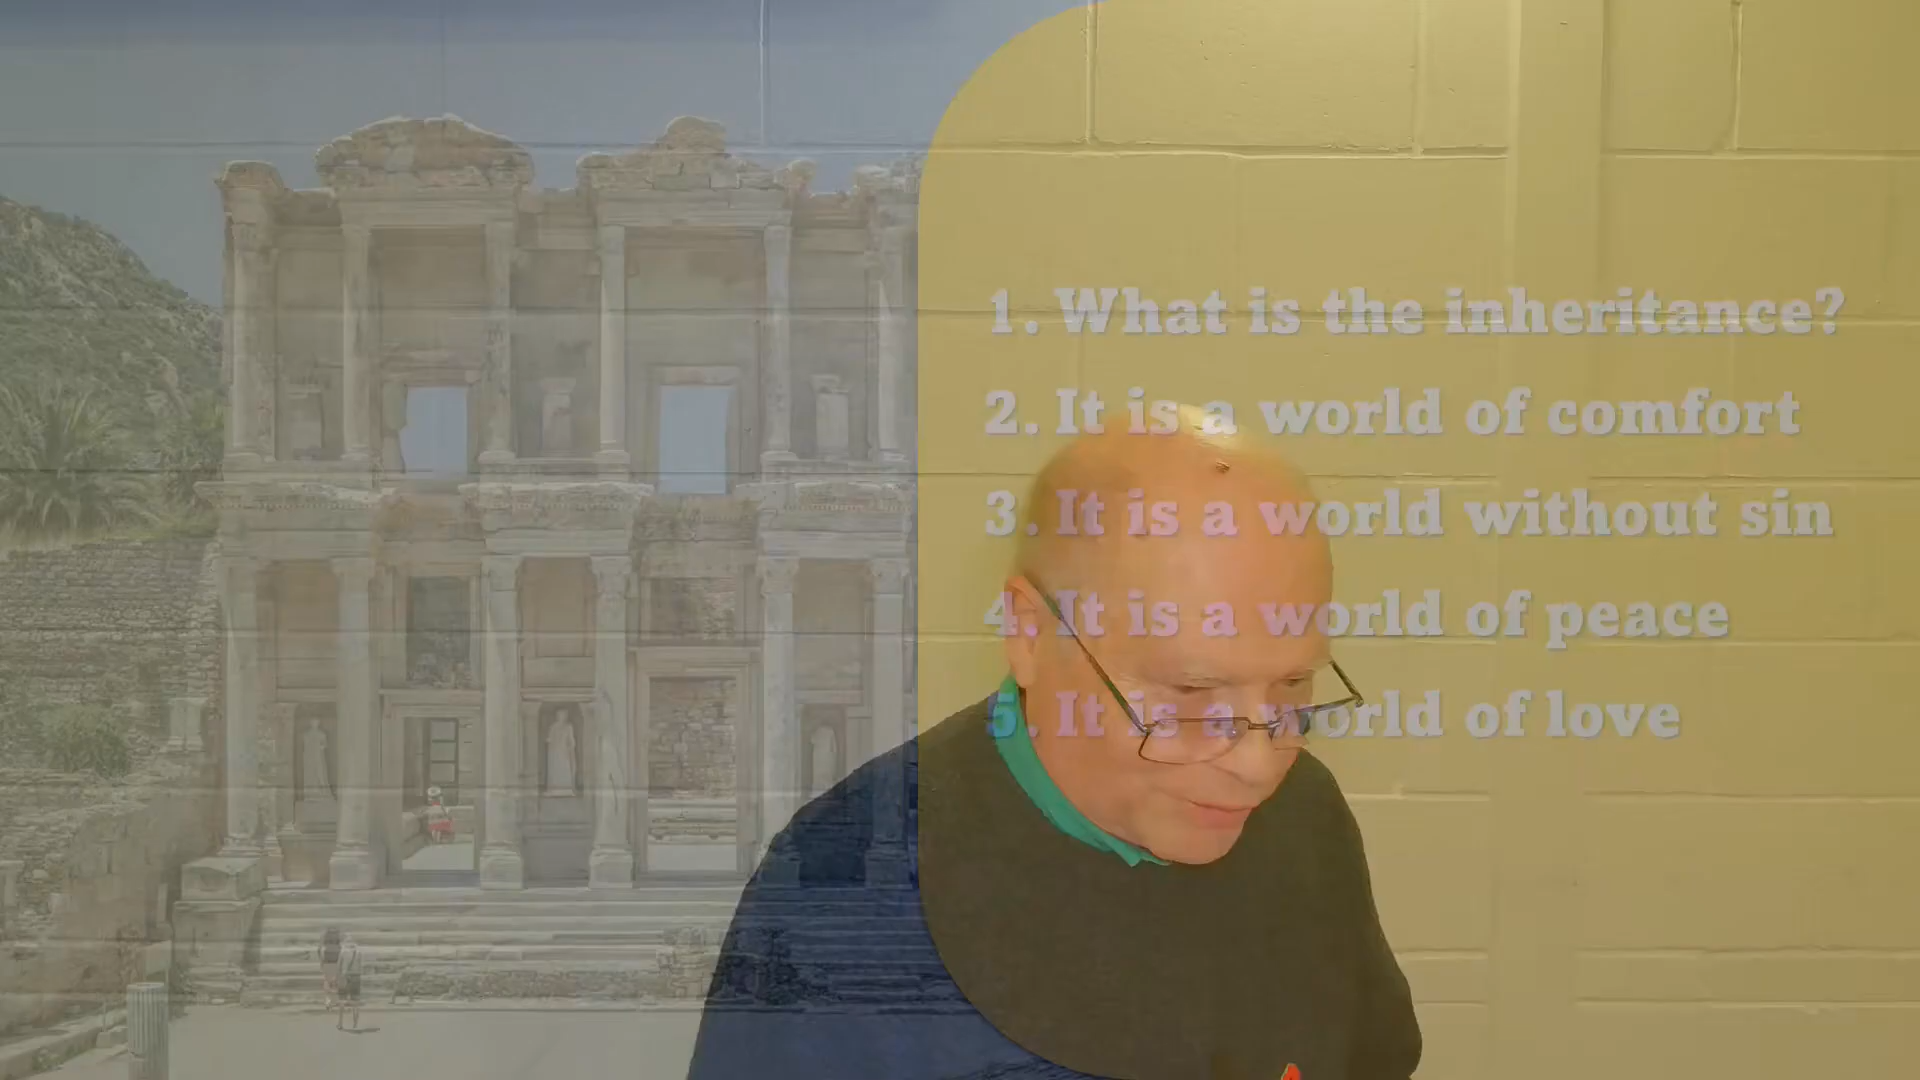 1. What is the inheritance?
2. It is a world of comfort
3. It is a world without sin
4. It is a world of peace
5. It is a world of love